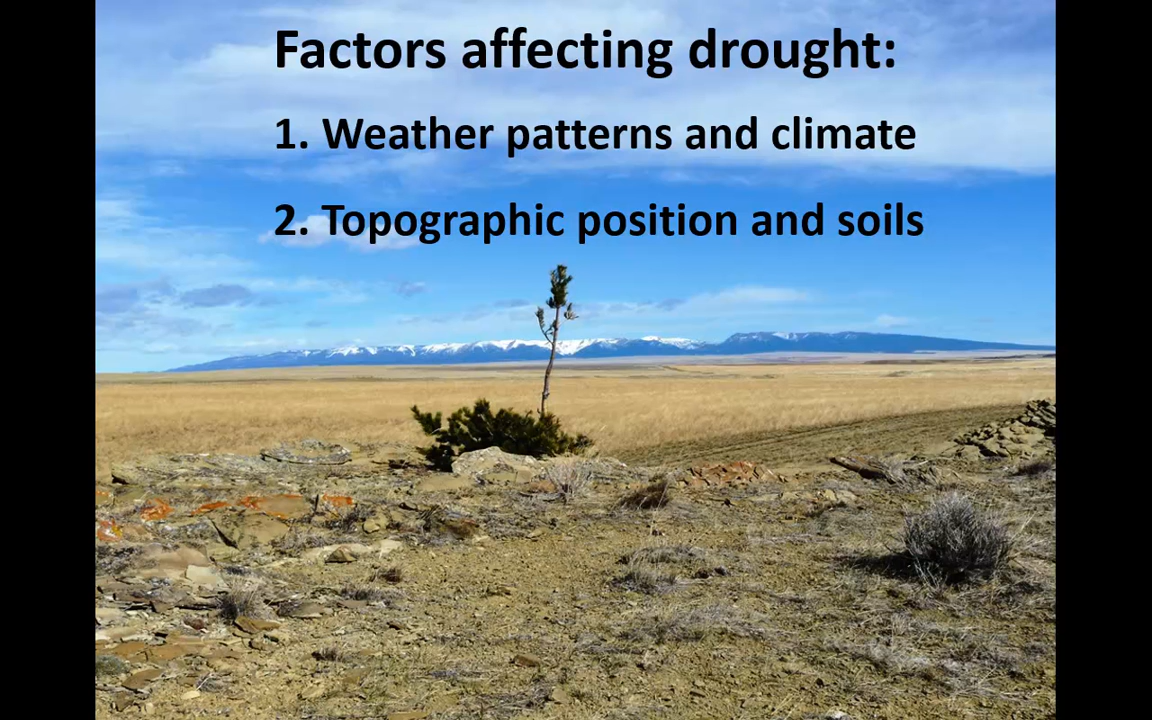 Factors affecting drought:
1. Weather patterns and climate
2. Topographic position and soils